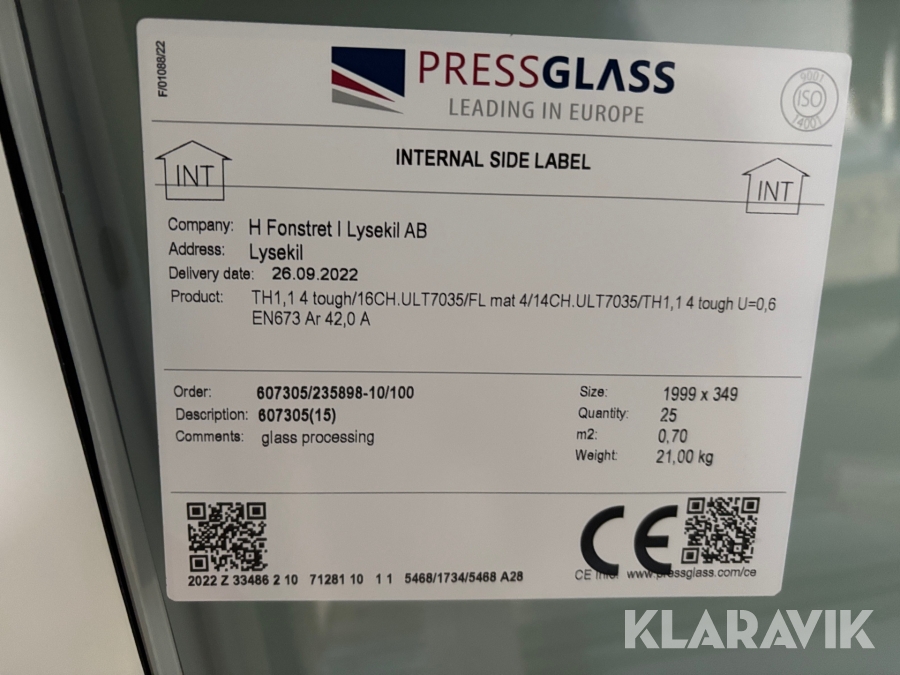 F/01088/22
PRESSGLASS
LEADING IN EUROPE
9001
ISO
14001
INTERNAL SIDE LABEL
INT
INT
Company: H Fonstret I Lysekil AB
Address: Lysekil
Delivery date: 26.09.2022
Product: TH1,1 4 tough/16CH.ULT7035/FL mat 4/14CH.ULT7035/TH1,1 4 tough U=0,6
EN673 Ar 42,0 A
Order: 607305/235898-10/100
Description: 607305(15)
Comments: glass processing
Size: 1999 x 349
Quantity: 25
m2: 0,70
Weight: 21,00 kg
2022 Z 33486 2 10 71281 10 1 1 5468/1734/5468 A28
CE
CE info: www.pressglass.com/ce
KLARAVIK